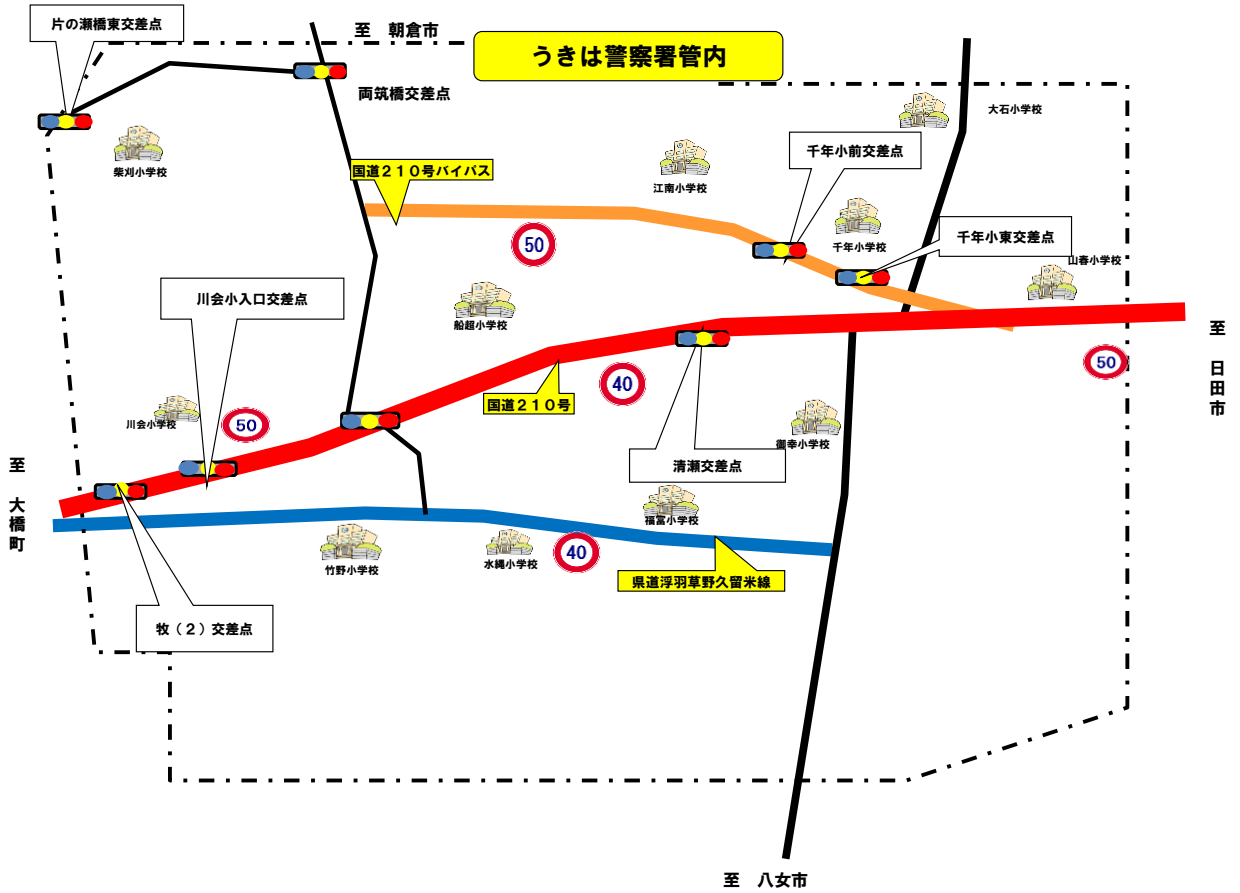 片の瀬橋東交差点
至　朝倉市
うきは警察署管内
両筑橋交差点
大石小学校
柴刈小学校
国道２１０号バイパス
江南小学校
千年小前交差点
千年小学校
千年小東交差点
山春小学校
50
川会小入口交差点
船越小学校
至　日田市
50
40
国道２１０号
川会小学校
50
御幸小学校
清瀬交差点
至　大橋町
福富小学校
竹野小学校
水縄小学校
40
県道浮羽草野久留米線
牧（２）交差点
至　八女市